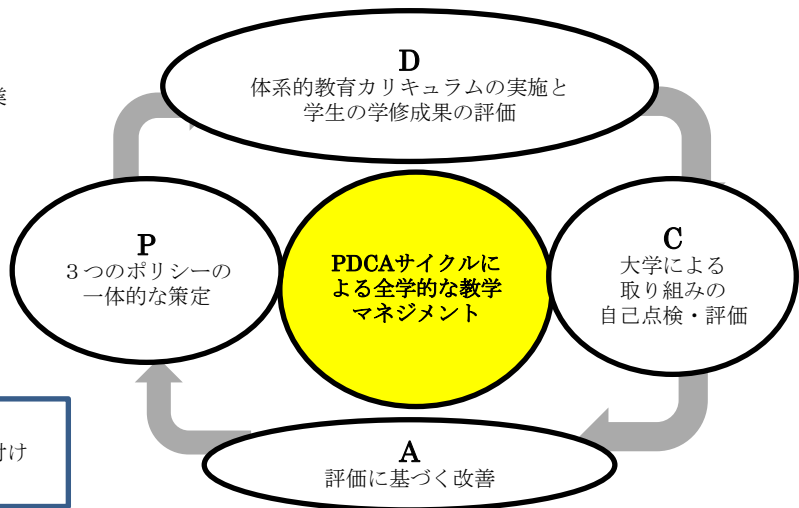 D
体系的教育カリキュラムの実施と
学生の学修成果の評価
業
P
３つのポリシーの
一体的な策定
PDCAサイクルに
よる全学的な教学
マネジメント
C
大学による
取り組みの
自己点検・評価
付け
A
評価に基づく改善